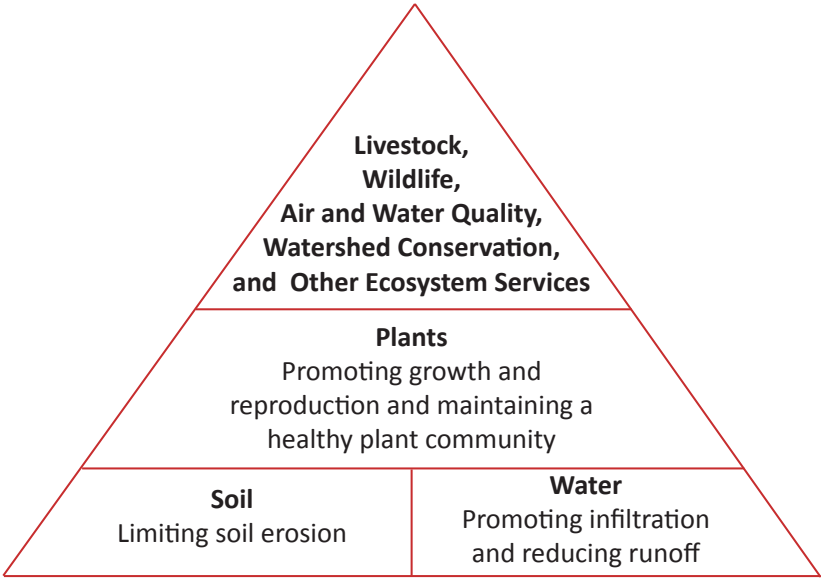 Livestock,
Wildlife,
Air and Water Quality,
Watershed Conservation,
and Other Ecosystem Services
Plants
Promoting growth and
reproduction and maintaining a
healthy plant community
Soil
Limiting soil erosion
Water
Promoting infiltration
and reducing runoff